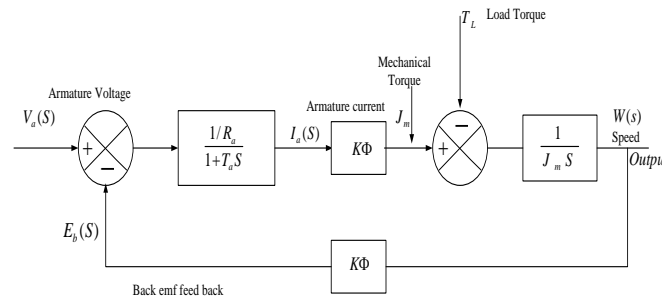 T_L Load Torque
Mechanical
Torque
Armature Voltage
Armature current
V_a(S)
+
−
1/R_a
1+T_aS
I_a(S)
KΦ
J_m
−
+
1
J_m S
W(s)
Speed
Output
E_b(S)
KΦ
Back emf feed back